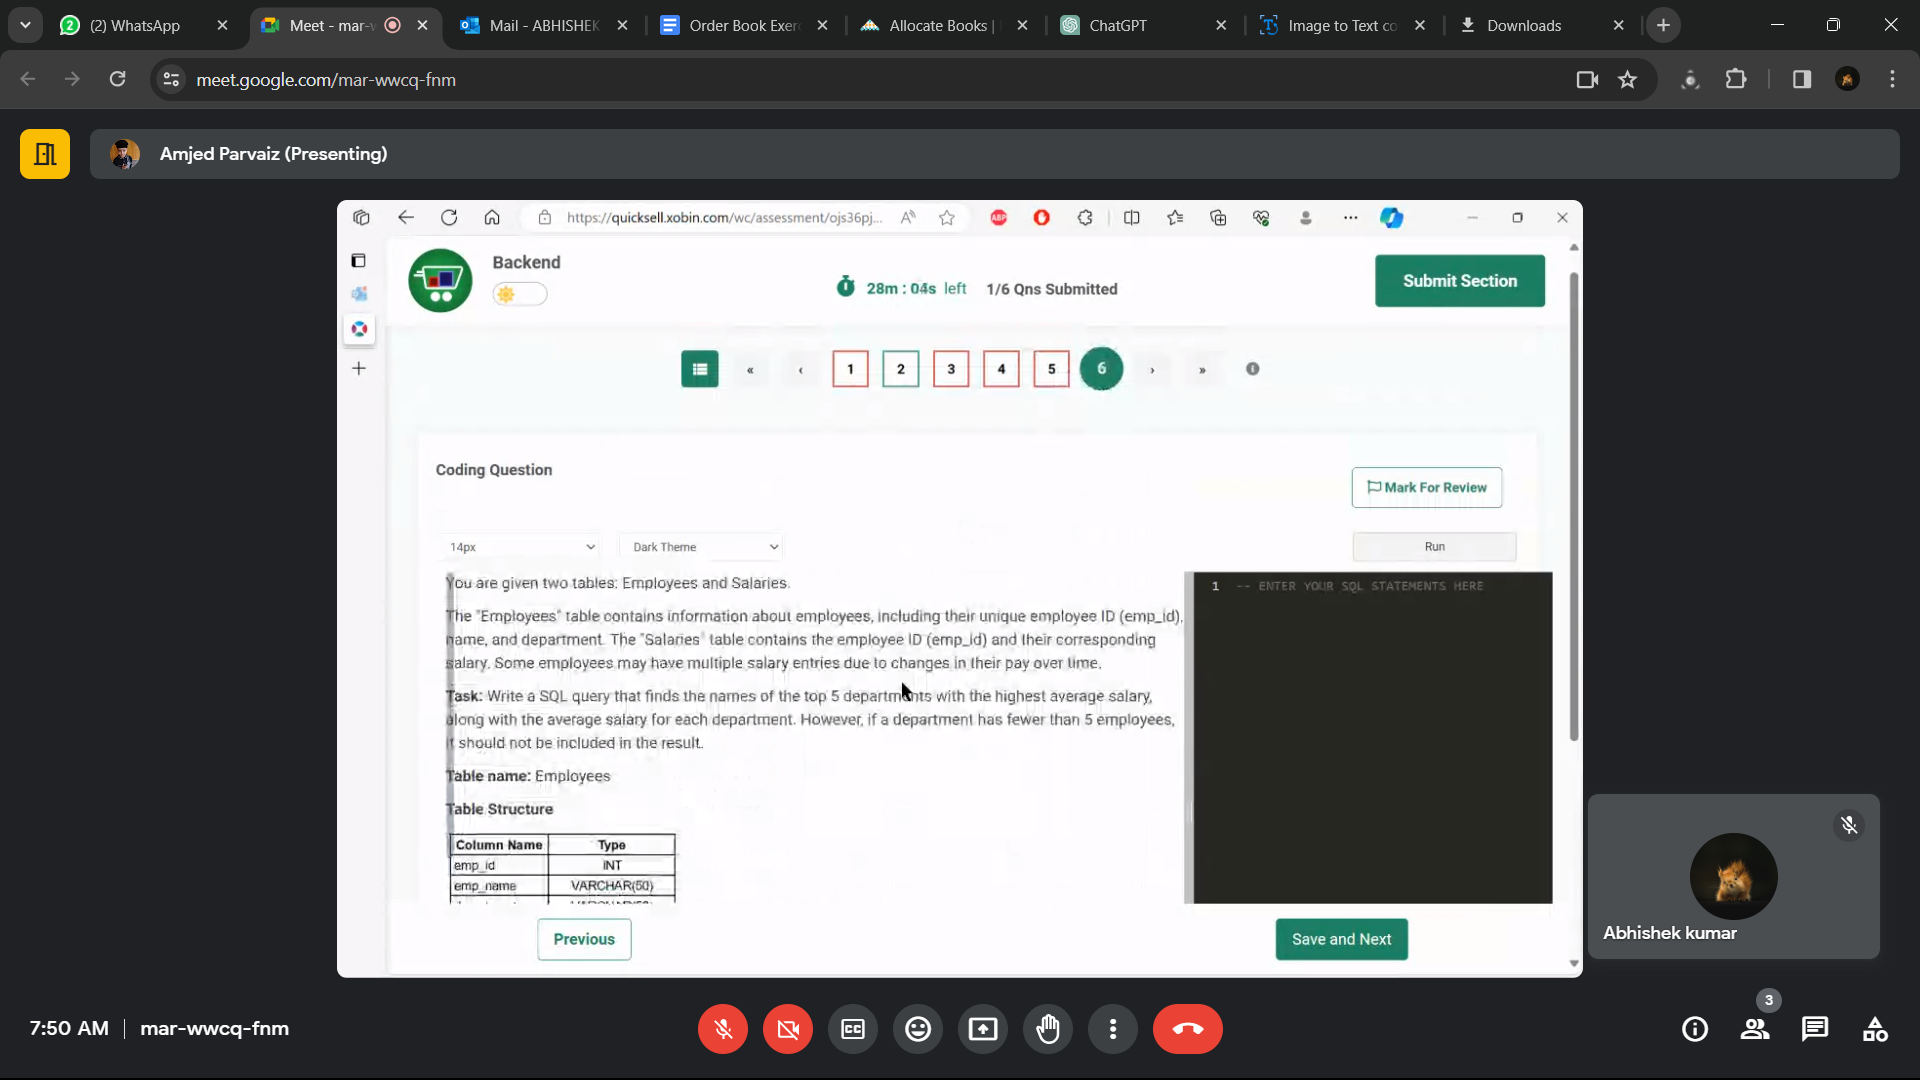 (2) WhatsApp
Meet - mar-w
Mail - ABHISHEK
Order Book Exer
Allocate Books |
ChatGPT
Image to Text co
Downloads
meet.google.com/mar-wwcq-fnm
Amjed Parvaiz (Presenting)
https://quicksell.xobin.com/wc/assessment/ojs36pj...
ABP
Backend
28m : 04s left
1/6 Qns Submitted
Submit Section
« ‹ 1 2 3 4 5 6 › »
Coding Question
Mark For Review
14px
Dark Theme
Run
You are given two tables: Employees and Salaries.
The "Employees" table contains information about employees, including their unique employee ID (emp_id),
name, and department. The "Salaries" table contains the employee ID (emp_id) and their corresponding
salary. Some employees may have multiple salary entries due to changes in their pay over time.
Task: Write a SQL query that finds the names of the top 5 departments with the highest average salary,
along with the average salary for each department. However, if a department has fewer than 5 employees,
it should not be included in the result.
Table name: Employees
Table Structure
Column Name Type
emp_id INT
emp_name VARCHAR(50)
1 -- ENTER YOUR SQL STATEMENTS HERE
Previous
Save and Next
Abhishek kumar
7:50 AM | mar-wwcq-fnm
3